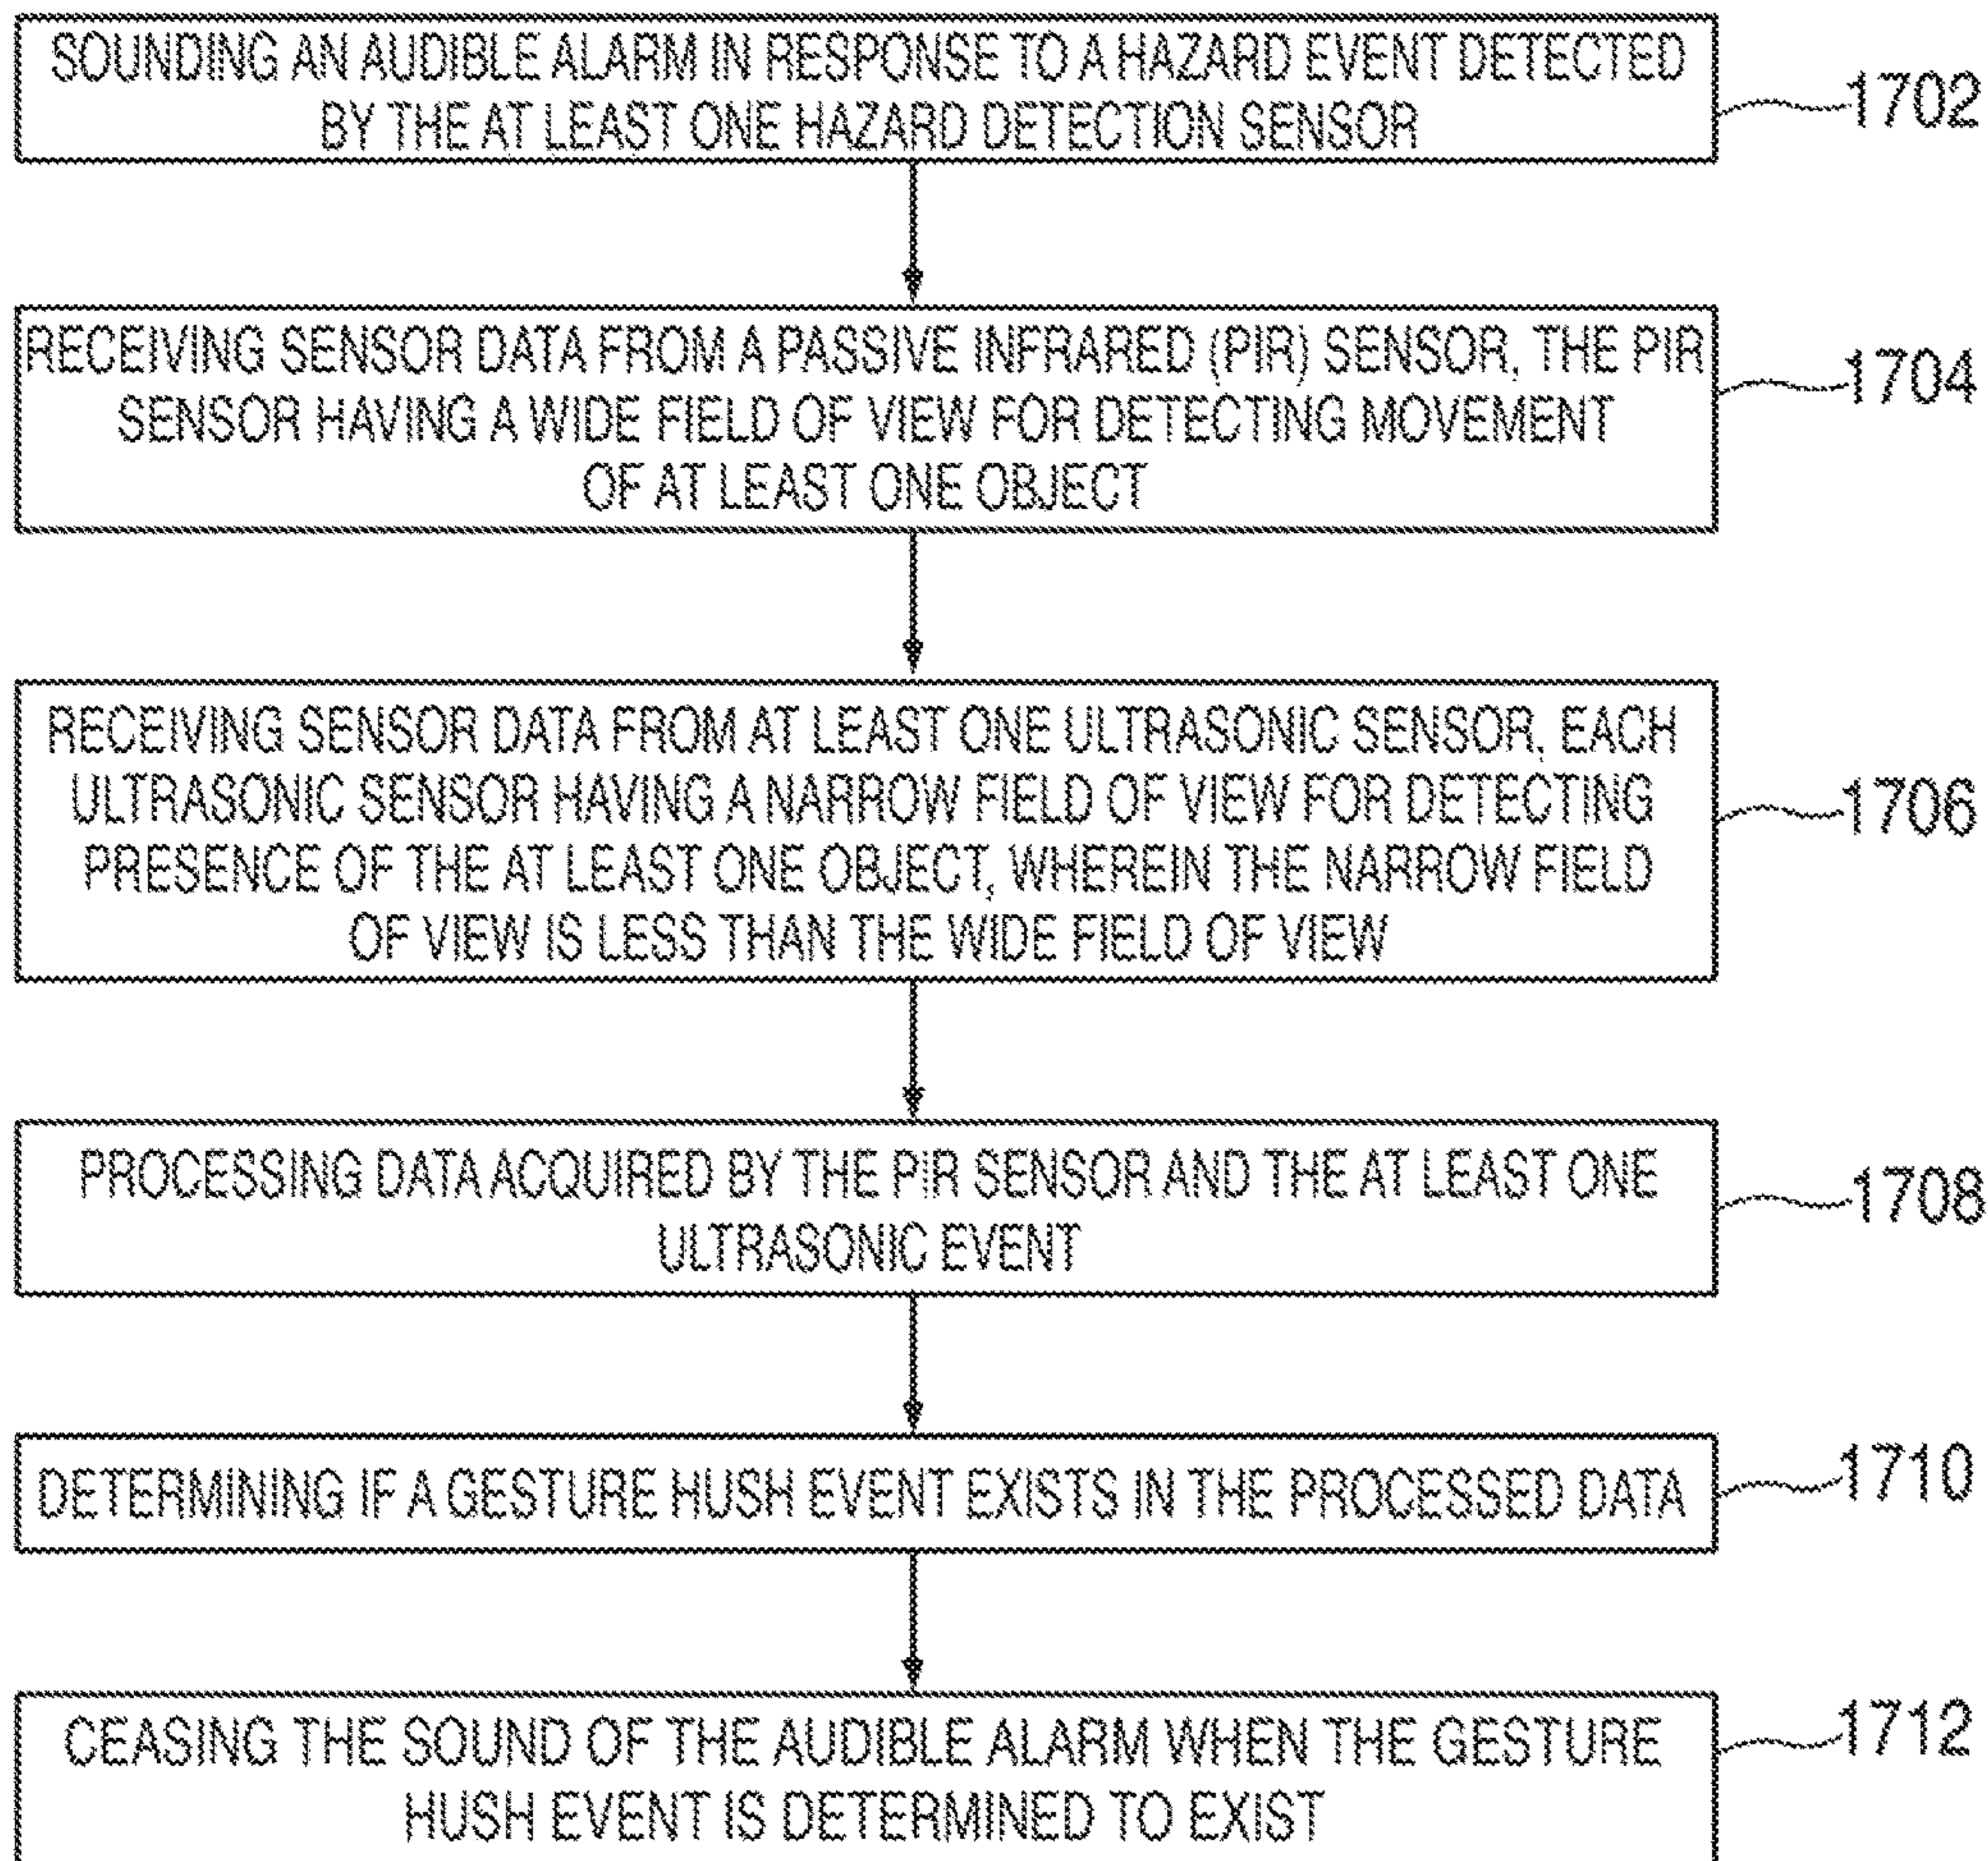 SOUNDING AN AUDIBLE ALARM IN RESPONSE TO A HAZARD EVENT DETECTED
BY THE AT LEAST ONE HAZARD DETECTION SENSOR
1702
RECEIVING SENSOR DATA FROM A PASSIVE INFRARED (PIR) SENSOR, THE PIR
SENSOR HAVING A WIDE FIELD OF VIEW FOR DETECTING MOVEMENT
OF AT LEAST ONE OBJECT
1704
RECEIVING SENSOR DATA FROM AT LEAST ONE ULTRASONIC SENSOR, EACH
ULTRASONIC SENSOR HAVING A NARROW FIELD OF VIEW FOR DETECTING
PRESENCE OF THE AT LEAST ONE OBJECT, WHEREIN THE NARROW FIELD
OF VIEW IS LESS THAN THE WIDE FIELD OF VIEW
1706
PROCESSING DATA ACQUIRED BY THE PIR SENSOR AND THE AT LEAST ONE
ULTRASONIC EVENT
1708
DETERMINING IF A GESTURE HUSH EVENT EXISTS IN THE PROCESSED DATA
1710
CEASING THE SOUND OF THE AUDIBLE ALARM WHEN THE GESTURE
HUSH EVENT IS DETERMINED TO EXIST
1712